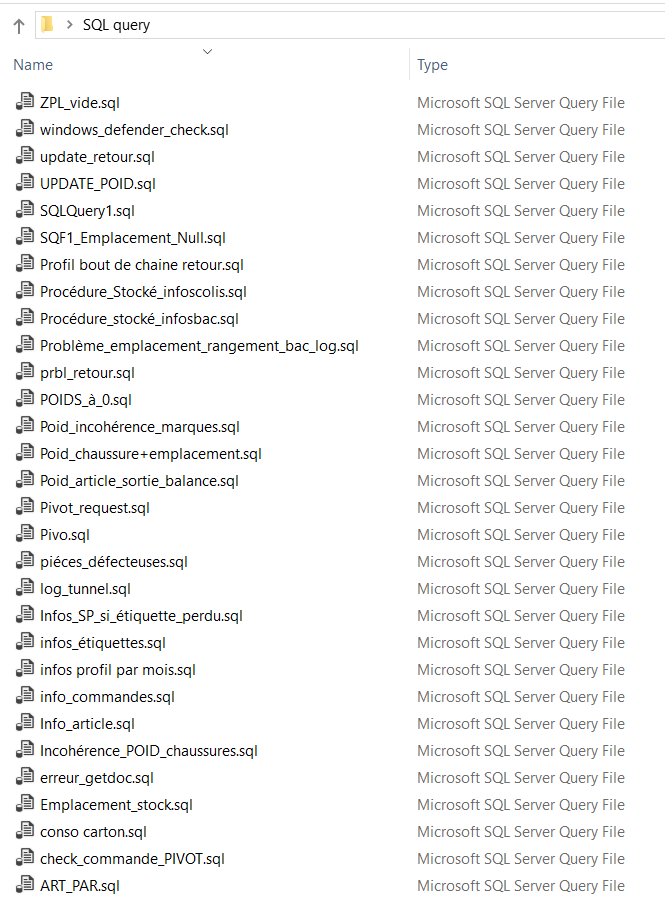 SQL query
Name Type
ZPL_vide.sql Microsoft SQL Server Query File
windows_defender_check.sql Microsoft SQL Server Query File
update_retour.sql Microsoft SQL Server Query File
UPDATE_POID.sql Microsoft SQL Server Query File
SQLQuery1.sql Microsoft SQL Server Query File
SQF1_Emplacement_Null.sql Microsoft SQL Server Query File
Profil bout de chaine retour.sql Microsoft SQL Server Query File
Procédure_Stocké_infoscolis.sql Microsoft SQL Server Query File
Procédure_stocké_infosbac.sql Microsoft SQL Server Query File
Problème_emplacement_rangement_bac_log.sql Microsoft SQL Server Query File
prbl_retour.sql Microsoft SQL Server Query File
POIDS_à_0.sql Microsoft SQL Server Query File
Poid_incohérence_marques.sql Microsoft SQL Server Query File
Poid_chaussure+emplacement.sql Microsoft SQL Server Query File
Poid_article_sortie_balance.sql Microsoft SQL Server Query File
Pivot_request.sql Microsoft SQL Server Query File
Pivo.sql Microsoft SQL Server Query File
piéces_défecteuses.sql Microsoft SQL Server Query File
log_tunnel.sql Microsoft SQL Server Query File
Infos_SP_si_étiquette_perdu.sql Microsoft SQL Server Query File
infos_étiquettes.sql Microsoft SQL Server Query File
infos profil par mois.sql Microsoft SQL Server Query File
info_commandes.sql Microsoft SQL Server Query File
Info_article.sql Microsoft SQL Server Query File
Incohérence_POID_chaussures.sql Microsoft SQL Server Query File
erreur_getdoc.sql Microsoft SQL Server Query File
Emplacement_stock.sql Microsoft SQL Server Query File
conso carton.sql Microsoft SQL Server Query File
check_commande_PIVOT.sql Microsoft SQL Server Query File
ART_PAR.sql Microsoft SQL Server Query File